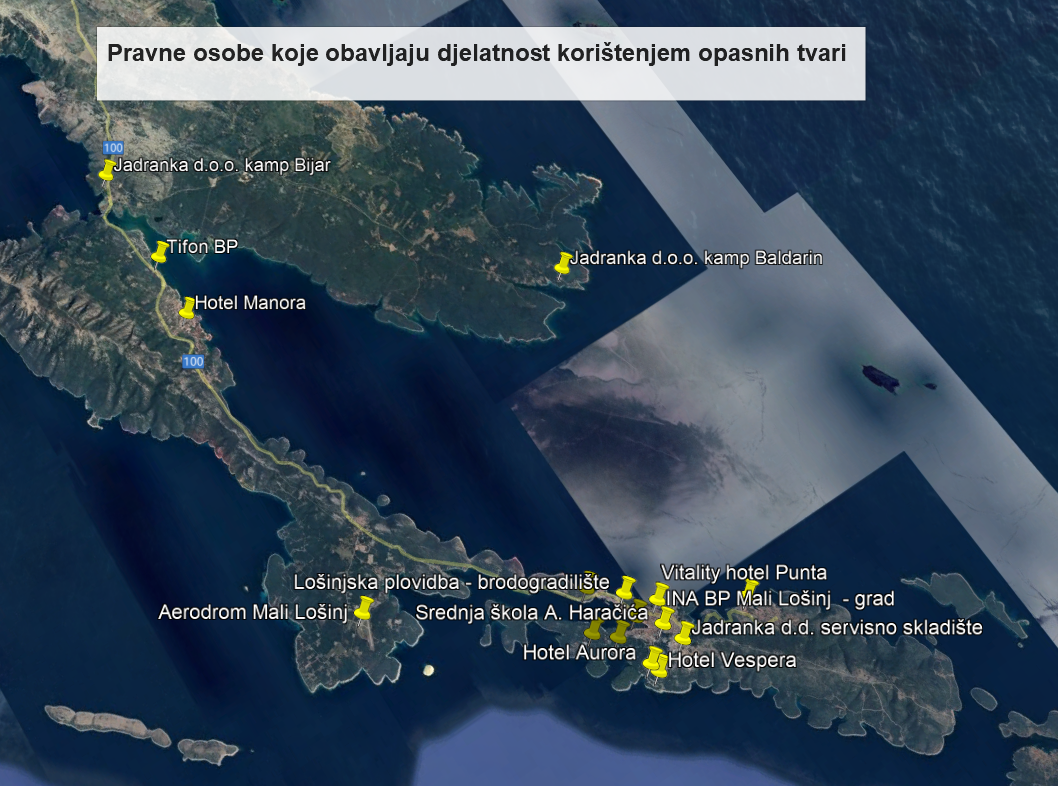 Pravne osobe koje obavljaju djelatnost korištenjem opasnih tvari
100
Jadranka d.o.o. kamp Bijar
Tifon BP
Jadranka d.o.o. kamp Baldarin
Hotel Manora
100
Vitality hotel Punta
Lošinjska plovidba - brodogradilište
INA BP Mali Lošinj - grad
Aerodrom Mali Lošinj
Srednja škola A. Haračića
Jadranka d.d. servisno skladište
Hotel Aurora
Hotel Vespera